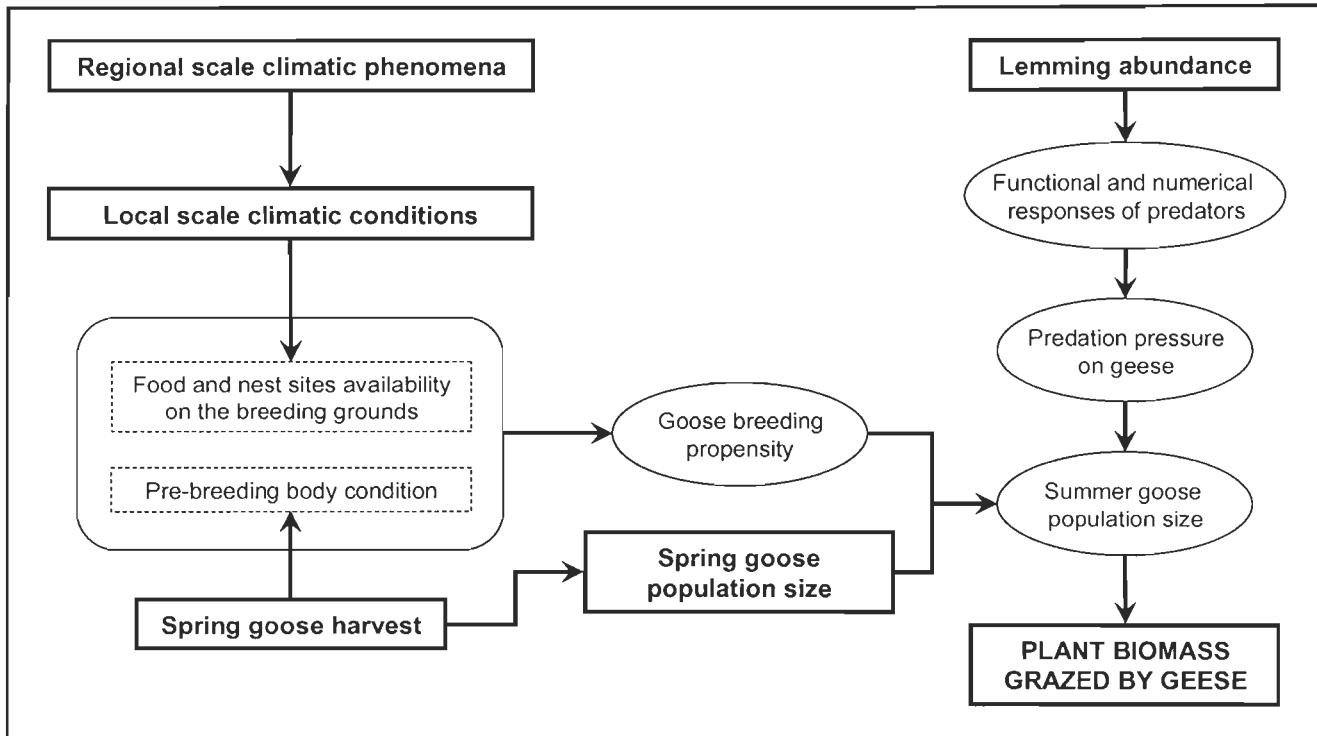 Regional scale climatic phenomena
Local scale climatic conditions
Food and nest sites availability
on the breeding grounds
Pre-breeding body condition
Spring goose harvest
Goose breeding
propensity
Spring goose
population size
Lemming abundance
Functional and numerical
responses of predators
Predation pressure
on geese
Summer goose
population size
PLANT BIOMASS
GRAZED BY GEESE